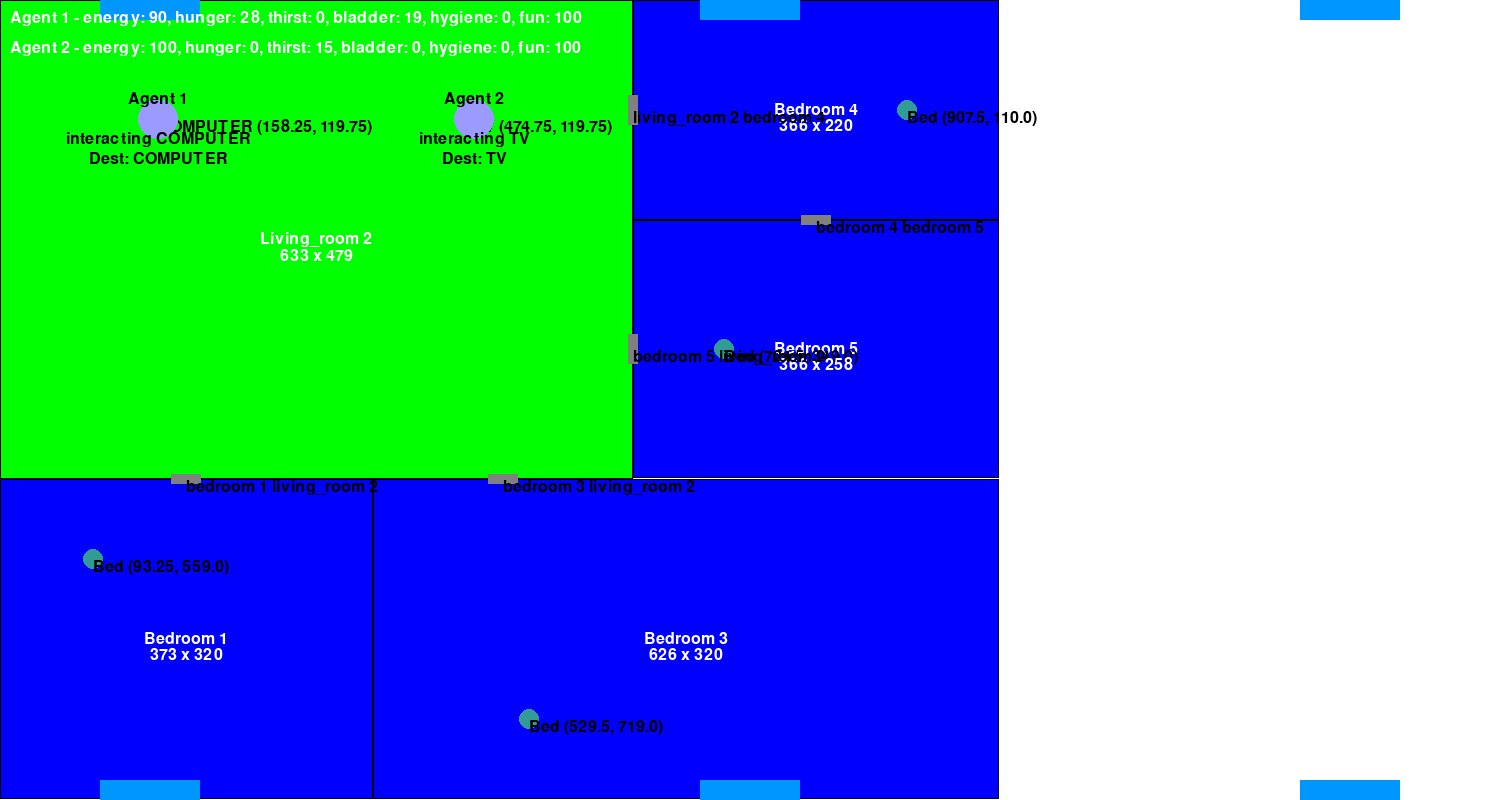 Agent 1 - energy: 90, hunger: 28, thirst: 0, bladder: 19, hygiene: 0, fun: 100
Agent 2 - energy: 100, hunger: 0, thirst: 15, bladder: 0, hygiene: 0, fun: 100
Agent 1
Agent 2
OMPUTER (158.25, 119.75)
(474.75, 119.75)
interacting COMPUTER
interacting TV
Dest: COMPUTER
Dest: TV
Bedroom 4
366 x 220
living_room 2 bedroom 4
Bed (907.5, 110.0)
bedroom 4 bedroom 5
Living_room 2
633 x 479
Bedroom 5
366 x 258
bedroom 5
bedroom 1 living_room 2
bedroom 3 living_room 2
Bed (93.25, 559.0)
Bedroom 1
373 x 320
Bedroom 3
626 x 320
Bed (529.5, 719.0)